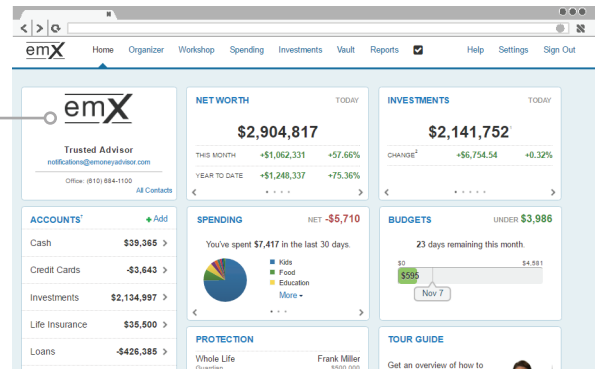 emX
Home Organizer Workshop Spending Investments Vault Reports Help Settings Sign Out
emX
Trusted Advisor
notifications@emoneyadvisor.com
Office: (610) 684-1100
All Contacts
NET WORTH TODAY
$2,904,817
THIS MONTH +$1,062,331 +57.66%
YEAR TO DATE +$1,248,337 +75.36%
INVESTMENTS TODAY
$2,141,752
CHANGE² +$6,754.54 +0.32%
ACCOUNTS¹ + Add
Cash $39,365 >
Credit Cards -$3,643 >
Investments $2,134,997 >
Life Insurance $35,500 >
Loans -$426,385 >
SPENDING NET -$5,710
You've spent $7,417 in the last 30 days.
Kids
Food
Education
More
BUDGETS UNDER $3,986
23 days remaining this month.
$0 $4,581
$595
Nov 7
PROTECTION
Whole Life Frank Miller
Guardian $500,000
TOUR GUIDE
Get an overview of how to